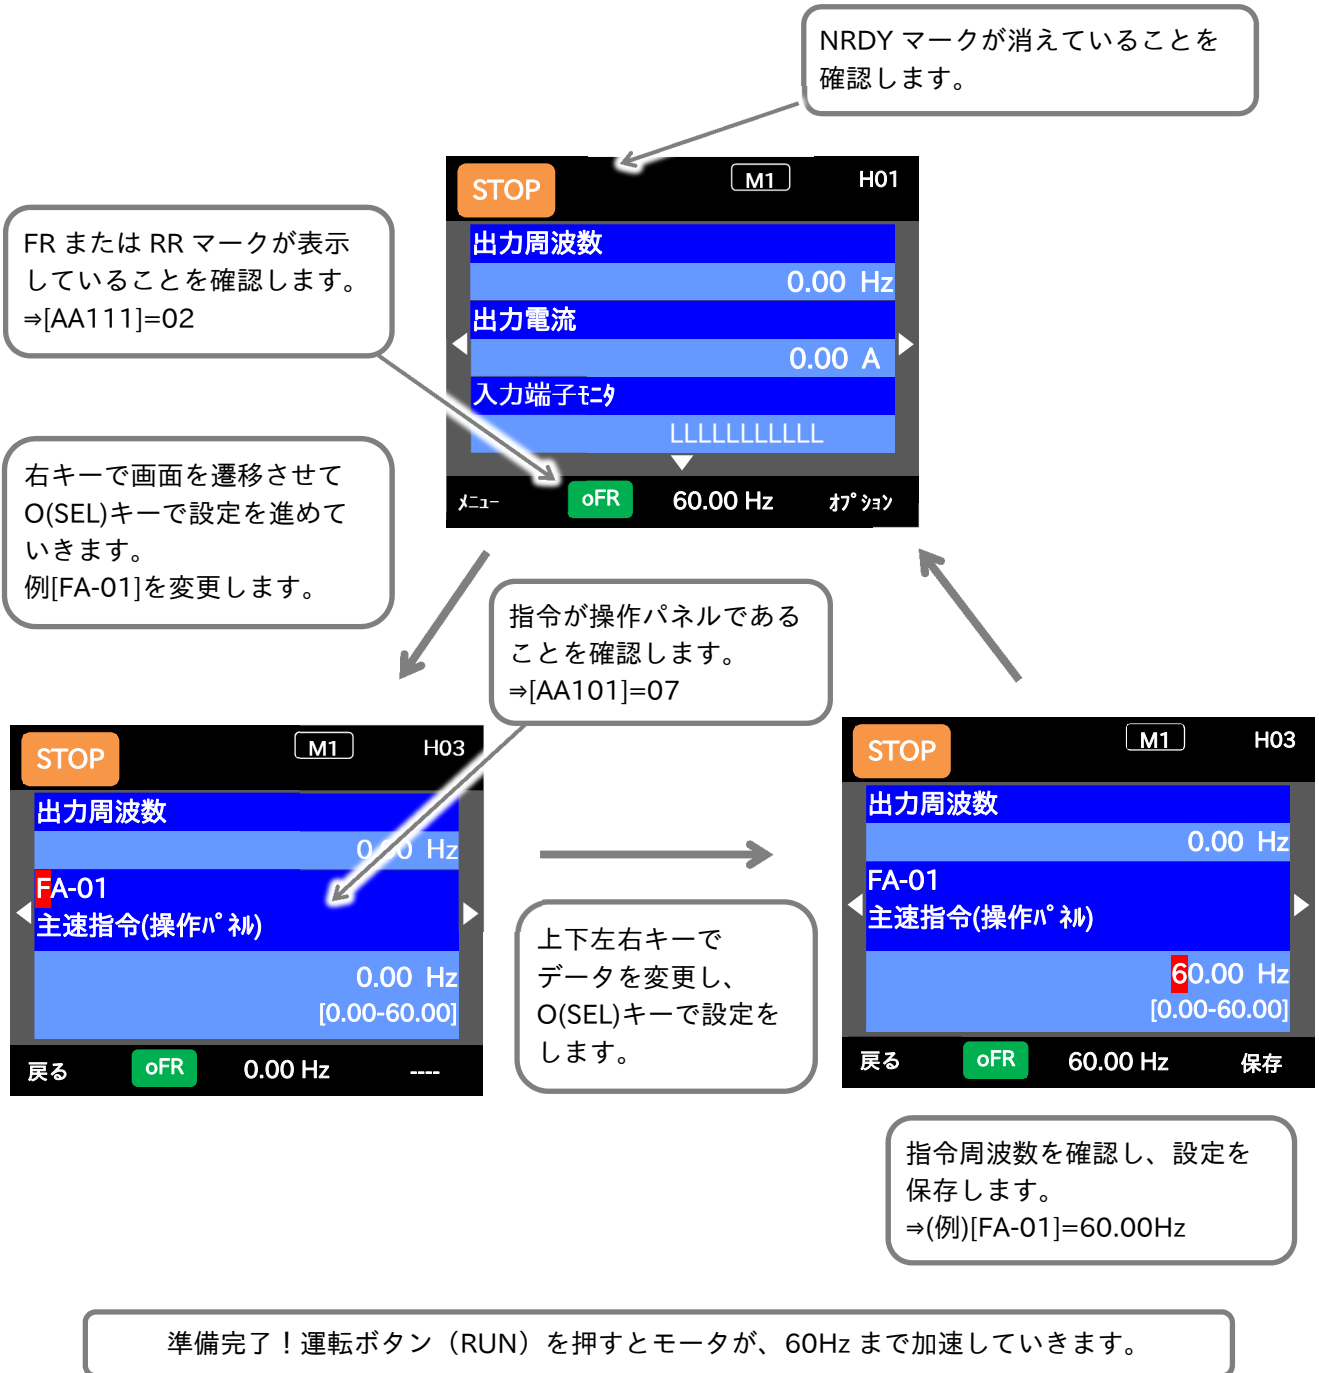 NRDY マークが消えていることを
確認します。
STOP
M1
H01
出力周波数
0.00 Hz
出力電流
0.00 A
入力端子ﾓﾆﾀ
LLLLLLLLLLL
ﾒﾆｭｰ
oFR
60.00 Hz
ｵﾌﾟｼｮﾝ
FR または RR マークが表示
していることを確認します。
⇒[AA111]=02
右キーで画面を遷移させて
O(SEL)キーで設定を進めて
いきます。
例[FA-01]を変更します。
指令が操作パネルである
ことを確認します。
⇒[AA101]=07
STOP
M1
H03
出力周波数
0.00 Hz
FA-01
主速指令(操作ﾊﾟﾈﾙ)
0.00 Hz
[0.00-60.00]
戻る
oFR
0.00 Hz
----
上下左右キーで
データを変更し、
O(SEL)キーで設定を
します。
STOP
M1
H03
出力周波数
0.00 Hz
FA-01
主速指令(操作ﾊﾟﾈﾙ)
60.00 Hz
[0.00-60.00]
戻る
oFR
60.00 Hz
保存
指令周波数を確認し、設定を
保存します。
⇒(例)[FA-01]=60.00Hz
準備完了！運転ボタン（RUN）を押すとモータが、60Hz まで加速していきます。